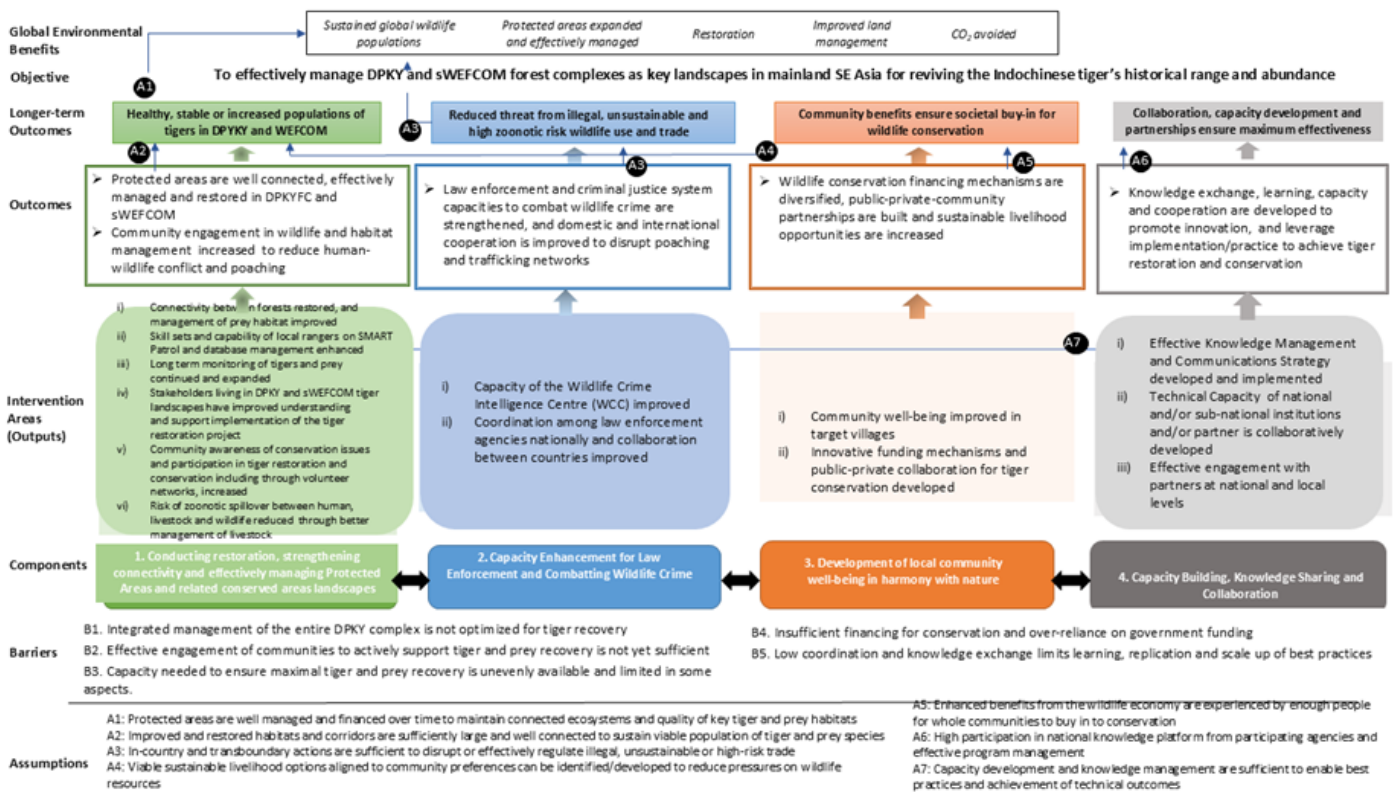 Global Environmental
Benefits
Sustained global wildlife
populations
Protected areas expanded
and effectively managed
Restoration
Improved land
management
CO2 avoided
Objective
A1
To effectively manage DPKY and sWEFCOM forest complexes as key landscapes in mainland SE Asia for reviving the Indochinese tiger's historical range and abundance
Longer-term
Outcomes
Healthy, stable or increased populations of
tigers in DPYKY and WEFCOM
A3
Reduced threat from illegal, unsustainable and
high zoonotic risk wildlife use and trade
Community benefits ensure societal buy-in for
wildlife conservation
Collaboration, capacity development and
partnerships ensure maximum effectiveness
A2
A3
A4
A5
A6
Outcomes
➢ Protected areas are well connected, effectively
managed and restored in DPKYFC and
sWEFCOM
➢ Community engagement in wildlife and habitat
management increased to reduce human-
wildlife conflict and poaching
➢ Law enforcement and criminal justice system
capacities to combat wildlife crime are
strengthened, and domestic and international
cooperation is improved to disrupt poaching
and trafficking networks
➢ Wildlife conservation financing mechanisms are
diversified, public-private-community
partnerships are built and sustainable livelihood
opportunities are increased
➢ Knowledge exchange, learning, capacity
and cooperation are developed to
promote innovation, and leverage
implementation/practice to achieve tiger
restoration and conservation
Intervention
Areas
(Outputs)
i) Connectivity between forests restored, and
management of prey habitat improved
ii) Skill sets and capability of local rangers on SMART
Patrol and database management enhanced
iii) Long term monitoring of tigers and prey
continued and expanded
iv) Stakeholders living in DPKY and sWEFCOM tiger
landscapes have improved understanding
and support implementation of the tiger
restoration project
v) Community awareness of conservation issues
and participation in tiger restoration and
conservation including through volunteer
networks, increased
vi) Risk of zoonotic spillover between human,
livestock and wildlife reduced through better
management of livestock
i) Capacity of the Wildlife Crime
Intelligence Centre (WCC) improved
ii) Coordination among law enforcement
agencies nationally and collaboration
between countries improved
i) Community well-being improved in
target villages
ii) Innovative funding mechanisms and
public-private collaboration for tiger
conservation developed
A7
i) Effective Knowledge Management
and Communications Strategy
developed and implemented
ii) Technical Capacity of national
and/or sub-national institutions
and/or partner is collaboratively
developed
iii) Effective engagement with
partners at national and local
levels
Components
1. Conducting restoration, strengthening
connectivity and effectively managing Protected
Areas and related conserved areas landscapes
2. Capacity Enhancement for Law
Enforcement and Combatting Wildlife Crime
3. Development of local community
well-being in harmony with nature
4. Capacity Building, Knowledge Sharing and
Collaboration
Barriers
B1. Integrated management of the entire DPKY complex is not optimized for tiger recovery
B2. Effective engagement of communities to actively support tiger and prey recovery is not yet sufficient
B3. Capacity needed to ensure maximal tiger and prey recovery is unevenly available and limited in some
aspects.
B4. Insufficient financing for conservation and over-reliance on government funding
B5. Low coordination and knowledge exchange limits learning, replication and scale up of best practices
Assumptions
A1: Protected areas are well managed and financed over time to maintain connected ecosystems and quality of key tiger and prey habitats
A2: Improved and restored habitats and corridors are sufficiently large and well connected to sustain viable population of tiger and prey species
A3: In-country and transboundary actions are sufficient to disrupt or effectively regulate illegal, unsustainable or high-risk trade
A4: Viable sustainable livelihood options aligned to community preferences can be identified/developed to reduce pressures on wildlife
resources
A5: Enhanced benefits from the wildlife economy are experienced by enough people
for whole communities to buy in to conservation
A6: High participation in national knowledge platform from participating agencies and
effective program management
A7: Capacity development and knowledge management are sufficient to enable best
practices and achievement of technical outcomes